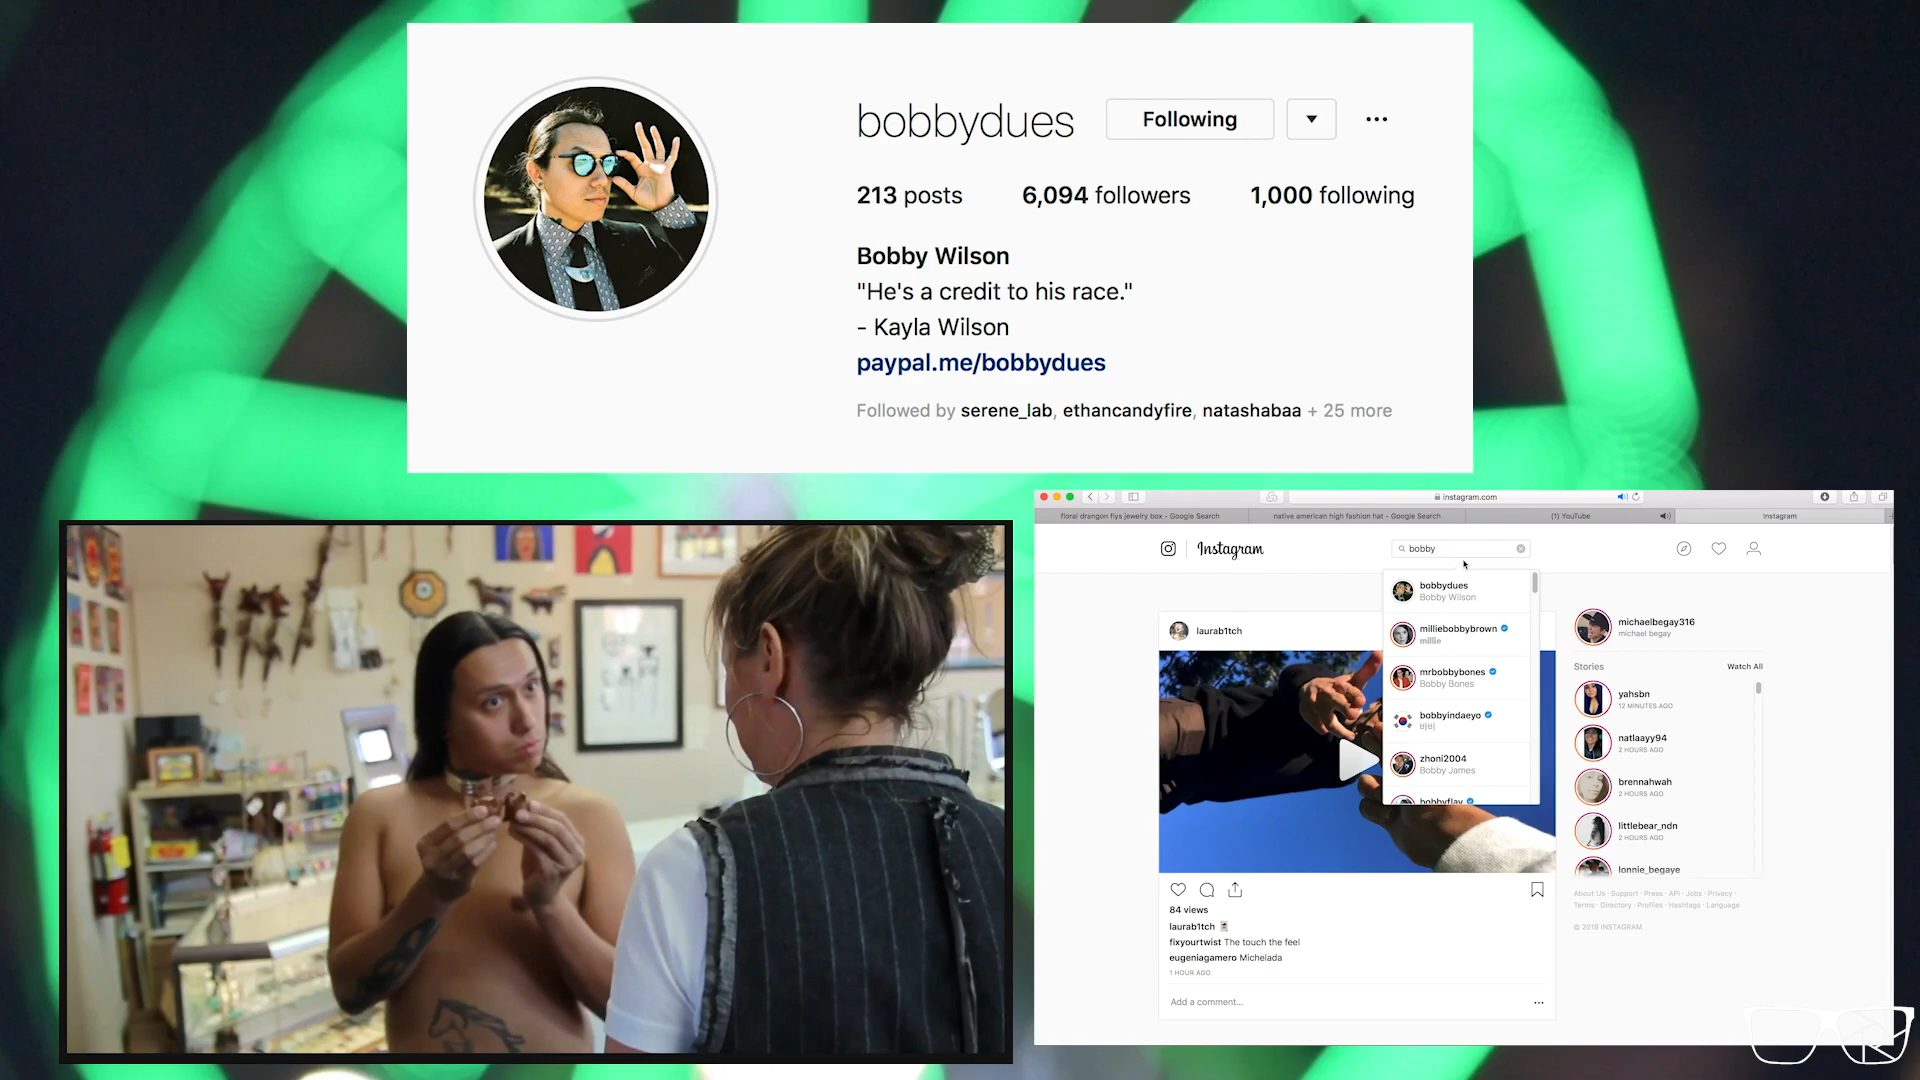 bobbydues Following
213 posts 6,094 followers 1,000 following
Bobby Wilson
"He's a credit to his race."
- Kayla Wilson
paypal.me/bobbydues
Followed by serene_lab, ethancandyfire, natashabaa + 25 more
instagram.com
floral drangon fiys jewelry box - Google Search
native american high fashion hat - Google Search
(1) YouTube
Instagram
Instagram
bobby
bobbydues
Bobby Wilson
milliebobbybrown
millie
mrbobbybones
Bobby Bones
bobbyindaeyo
바비
zhoni2004
Bobby James
bobbyflay
laurab1tch
84 views
laurab1tch
fixyourtwist The touch the feel
eugeniagamero Michelada
1 HOUR AGO
Add a comment...
michaelbegay316
michael begay
Stories Watch All
yahsbn
12 MINUTES AGO
natlaayy94
2 HOURS AGO
brennahwah
2 HOURS AGO
littlebear_ndn
2 HOURS AGO
lonnie_begaye
About Us · Support · Press · API · Jobs · Privacy ·
Terms · Directory · Profiles · Hashtags · Language
© 2018 INSTAGRAM